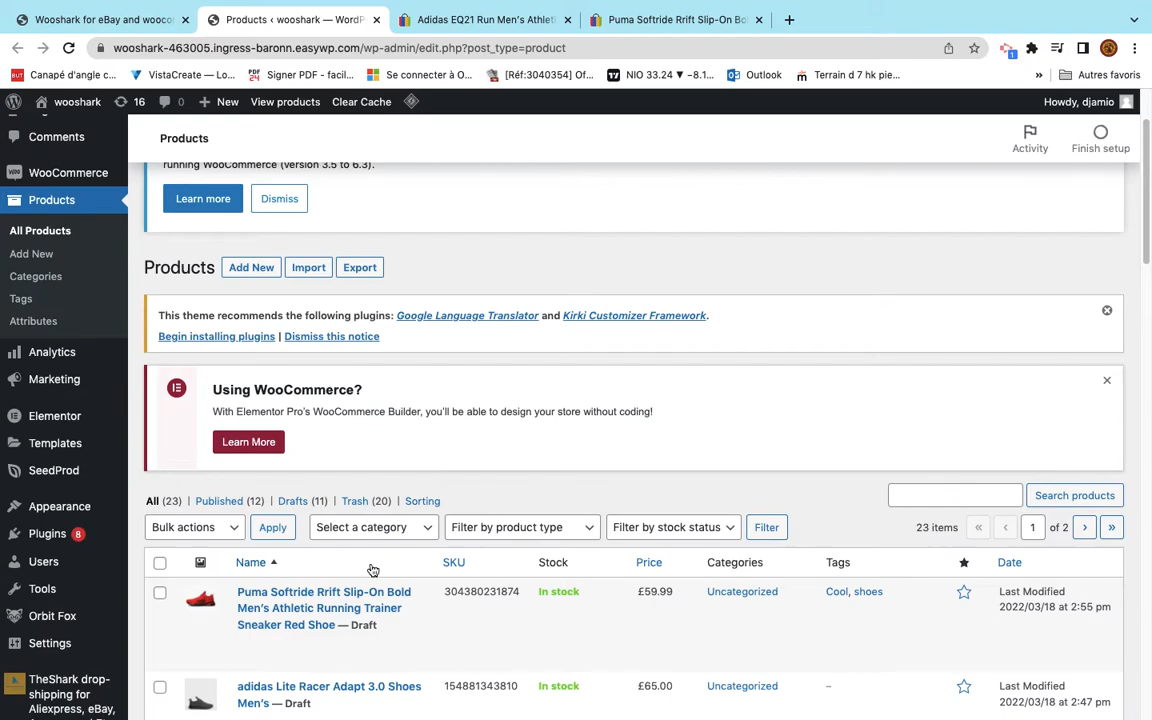 Wooshark for eBay and wooco
Products ‹ wooshark — WordP
Adidas EQ21 Run Men's Athleti
Puma Softride Rrift Slip-On Bol
wooshark-463005.ingress-baronn.easywp.com/wp-admin/edit.php?post_type=product
1
BUT Canapé d'angle c...
VistaCreate — Lo...
PDF 24 Signer PDF - facil...
Se connecter à O...
[Réf:3040354] Of...
NIO 33.24 ▼ −8.1...
Outlook
m Terrain d 7 hk pie...
»
Autres favoris
wooshark
16
0
+ New
View products
Clear Cache
Howdy, djamio
Comments
WooCommerce
Products
All Products
Add New
Categories
Tags
Attributes
Analytics
Marketing
Elementor
Templates
SeedProd
Appearance
Plugins 8
Users
Tools
Orbit Fox
Settings
TheShark drop-
shipping for
Aliexpress, eBay,
Products
Activity
Finish setup
running WooCommerce (version 3.5 to 6.3).
Learn more
Dismiss
Products
Add New
Import
Export
This theme recommends the following plugins: Google Language Translator and Kirki Customizer Framework.
Begin installing plugins | Dismiss this notice
Using WooCommerce?
With Elementor Pro's WooCommerce Builder, you'll be able to design your store without coding!
Learn More
All (23) | Published (12) | Drafts (11) | Trash (20) | Sorting
Search products
Bulk actions
Apply
Select a category
Filter by product type
Filter by stock status
Filter
23 items « ‹ 1 of 2 › »
Name
SKU
Stock
Price
Categories
Tags
Date
Puma Softride Rrift Slip-On Bold
Men's Athletic Running Trainer
Sneaker Red Shoe — Draft
304380231874
In stock
£59.99
Uncategorized
Cool, shoes
Last Modified
2022/03/18 at 2:55 pm
adidas Lite Racer Adapt 3.0 Shoes
Men's — Draft
154881343810
In stock
£65.00
Uncategorized
–
Last Modified
2022/03/18 at 2:47 pm